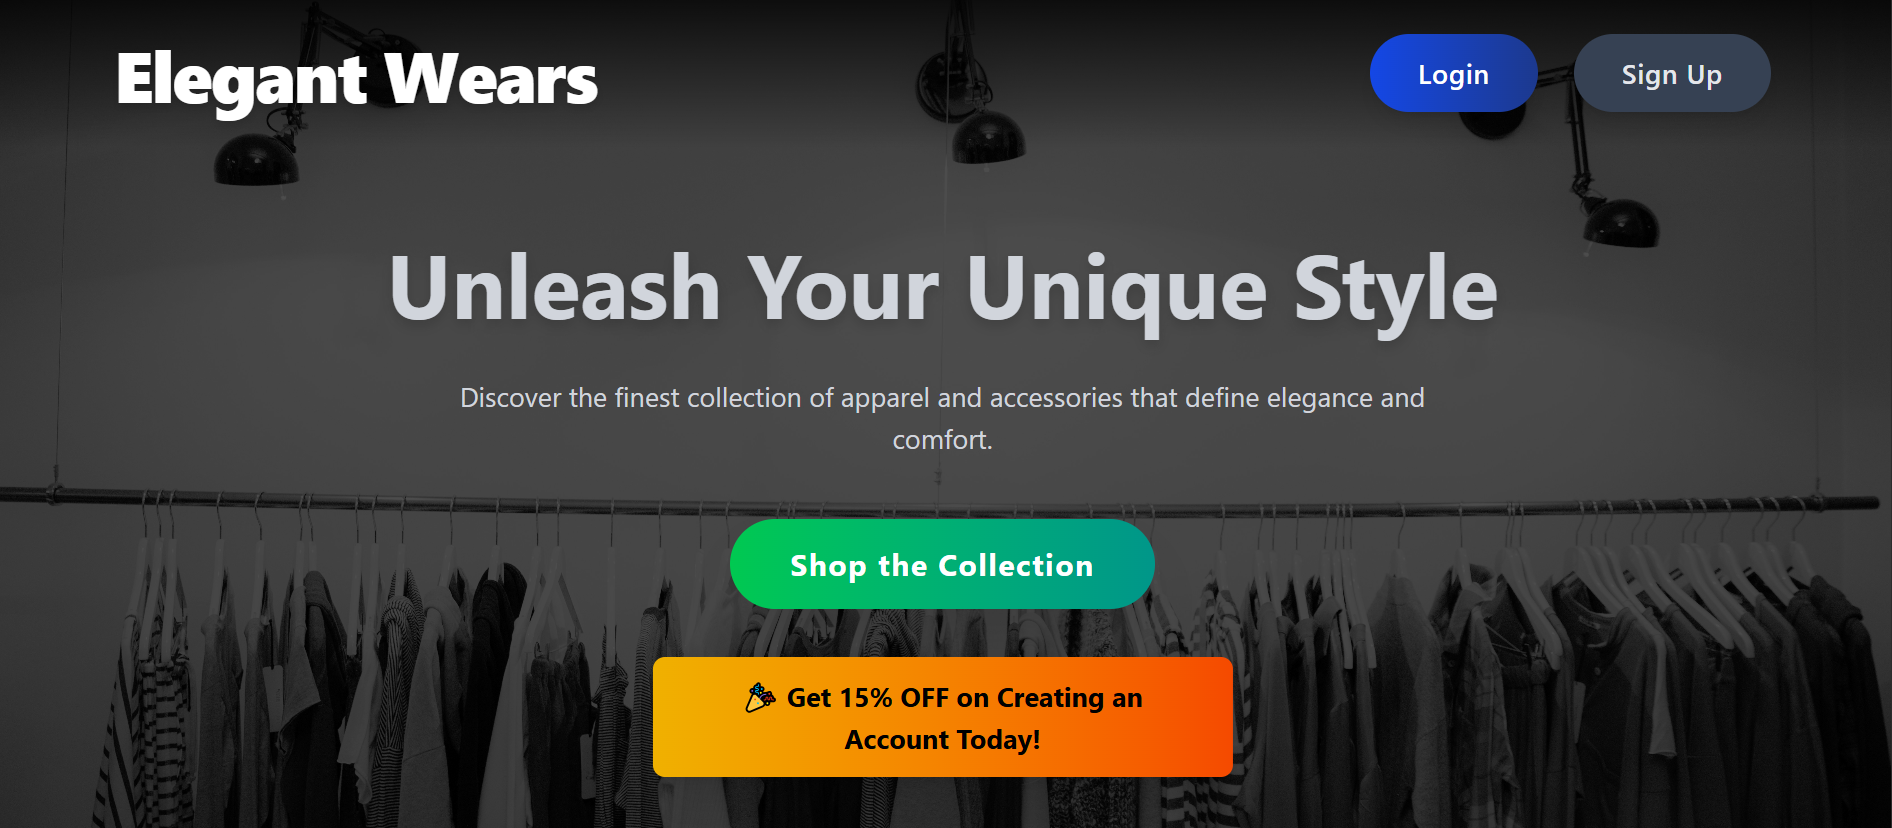 Elegant Wears
Login
Sign Up
Unleash Your Unique Style
Discover the finest collection of apparel and accessories that define elegance and
comfort.
Shop the Collection
🎉 Get 15% OFF on Creating an
Account Today!